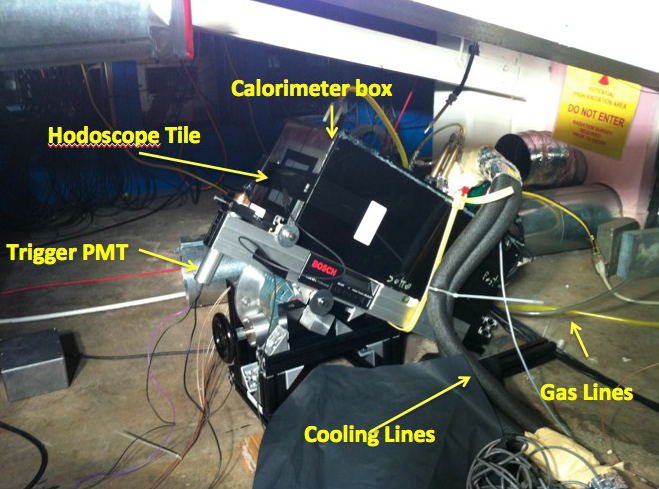 Calorimeter box
Hodoscope Tile
Trigger PMT
BOSCH
Gas Lines
Cooling Lines
POTENTIAL
HIGH RADIATION AREA
DO NOT ENTER